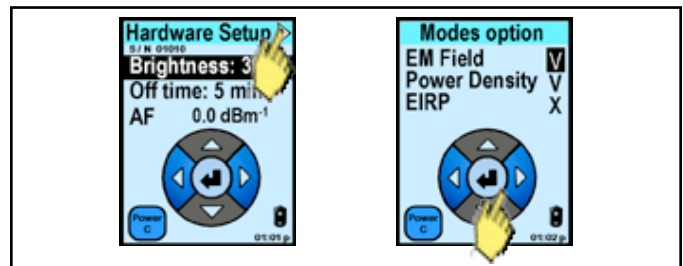 Hardware Setup
S/N 01010
Brightness: 3
Off time: 5 min
AF 0.0 dBm⁻¹
Power
C
01:01 p
Modes option
EM Field V
Power Density V
EIRP X
Power
C
01:02 p